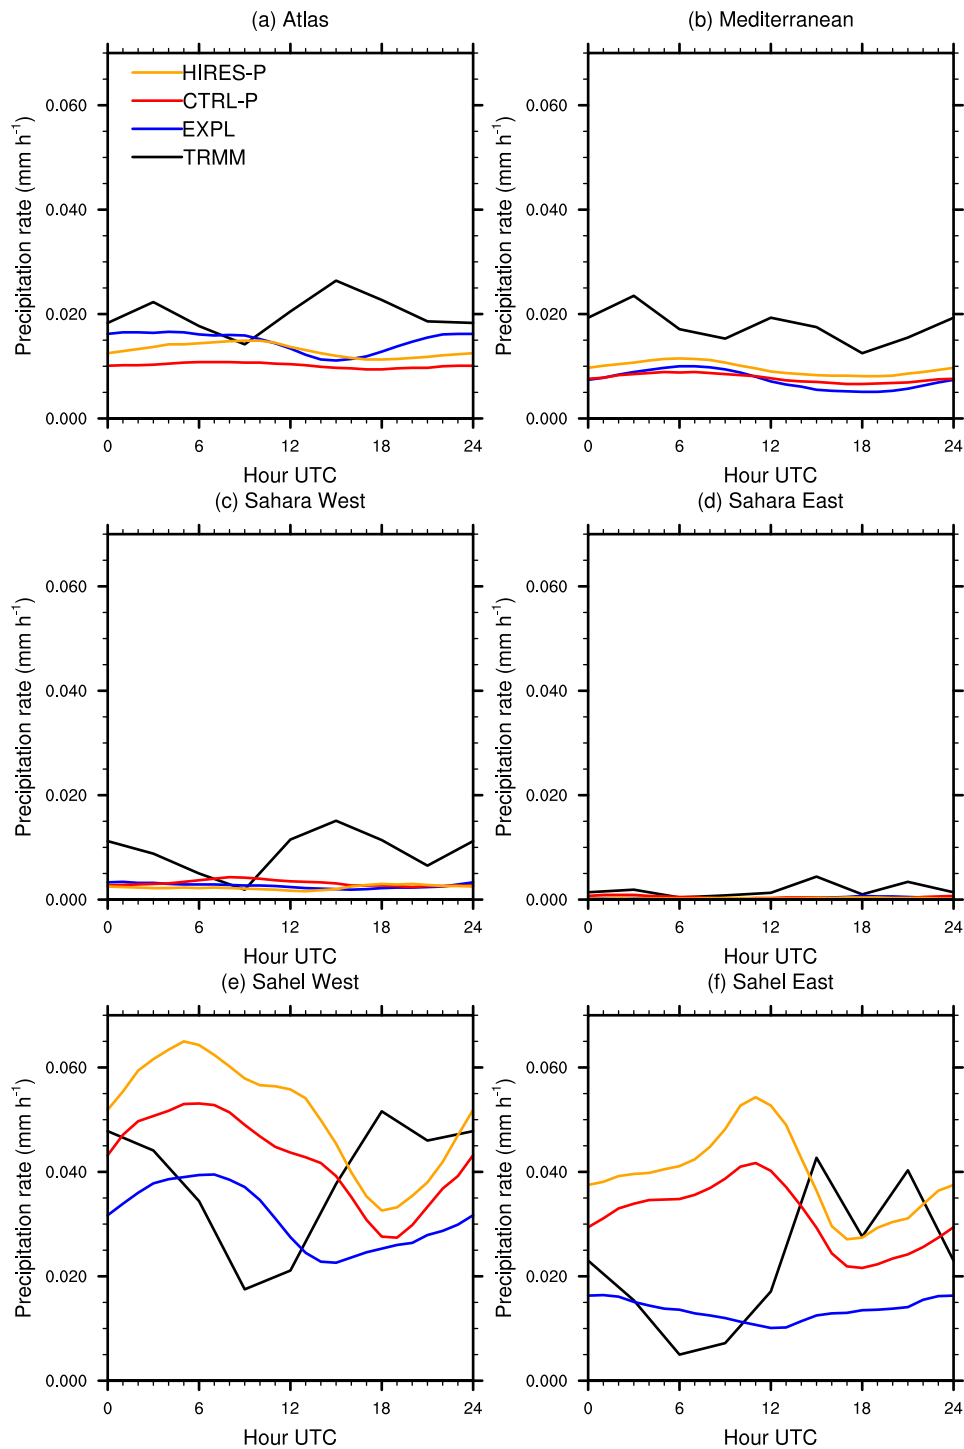 (a) Atlas
HIRES-P
CTRL-P
EXPL
TRMM
Precipitation rate (mm h⁻¹)
0.060
0.040
0.020
0.000
0 6 12 18 24
Hour UTC
(b) Mediterranean
Precipitation rate (mm h⁻¹)
0.060
0.040
0.020
0.000
0 6 12 18 24
Hour UTC
(c) Sahara West
Precipitation rate (mm h⁻¹)
0.060
0.040
0.020
0.000
0 6 12 18 24
Hour UTC
(d) Sahara East
Precipitation rate (mm h⁻¹)
0.060
0.040
0.020
0.000
0 6 12 18 24
Hour UTC
(e) Sahel West
Precipitation rate (mm h⁻¹)
0.060
0.040
0.020
0.000
0 6 12 18 24
Hour UTC
(f) Sahel East
Precipitation rate (mm h⁻¹)
0.060
0.040
0.020
0.000
0 6 12 18 24
Hour UTC